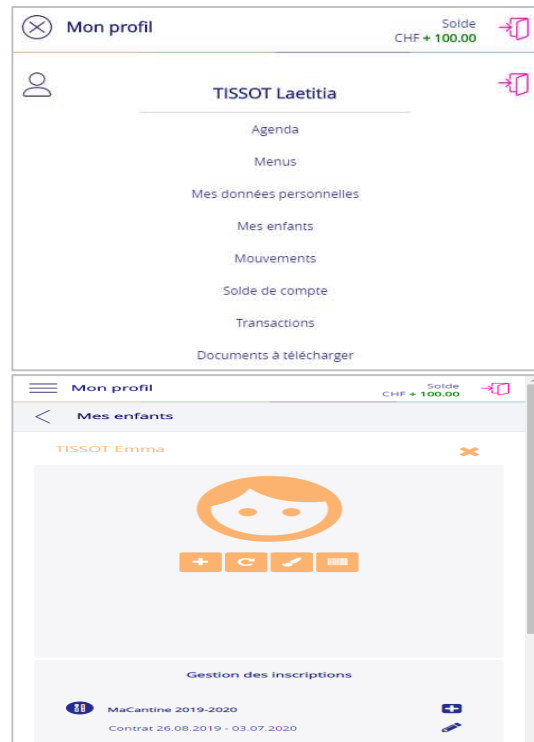 Mon profil
Solde
CHF + 100.00
TISSOT Laetitia
Agenda
Menus
Mes données personnelles
Mes enfants
Mouvements
Solde de compte
Transactions
Documents à télécharger
Mon profil
Solde
CHF + 100.00
Mes enfants
TISSOT Emma
Gestion des inscriptions
MaCantine 2019-2020
Contrat 26.08.2019 - 03.07.2020